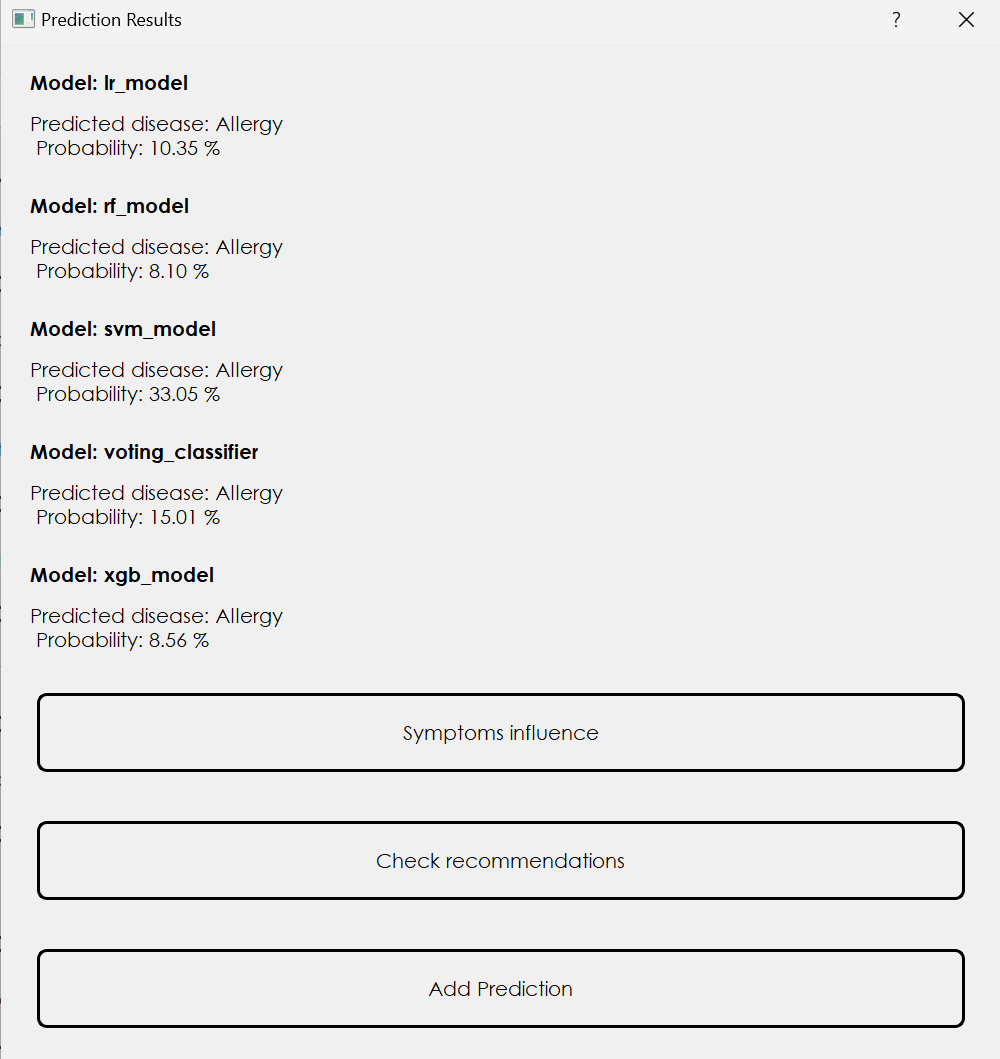 Prediction Results
?
Model: lr_model
Predicted disease: Allergy
Probability: 10.35 %
Model: rf_model
Predicted disease: Allergy
Probability: 8.10 %
Model: svm_model
Predicted disease: Allergy
Probability: 33.05 %
Model: voting_classifier
Predicted disease: Allergy
Probability: 15.01 %
Model: xgb_model
Predicted disease: Allergy
Probability: 8.56 %
Symptoms influence
Check recommendations
Add Prediction